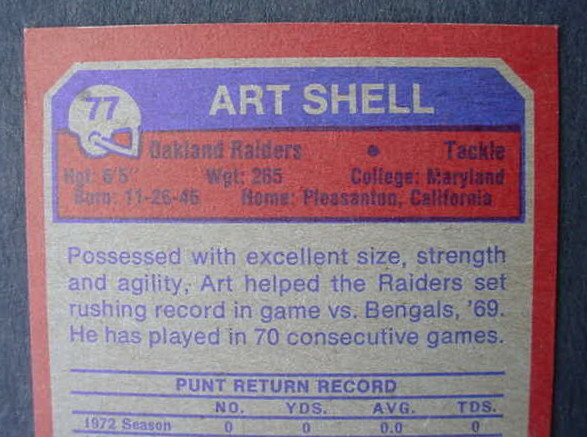 77
ART SHELL
Oakland Raiders • Tackle
Hgt: 6'5" Wgt: 265 College: Maryland
Born: 11-26-46 Home: Pleasanton, California
Possessed with excellent size, strength
and agility, Art helped the Raiders set
rushing record in game vs. Bengals, '69.
He has played in 70 consecutive games.
PUNT RETURN RECORD
NO. YDS. AVG. TDS.
1972 Season 0 0 0.0 0